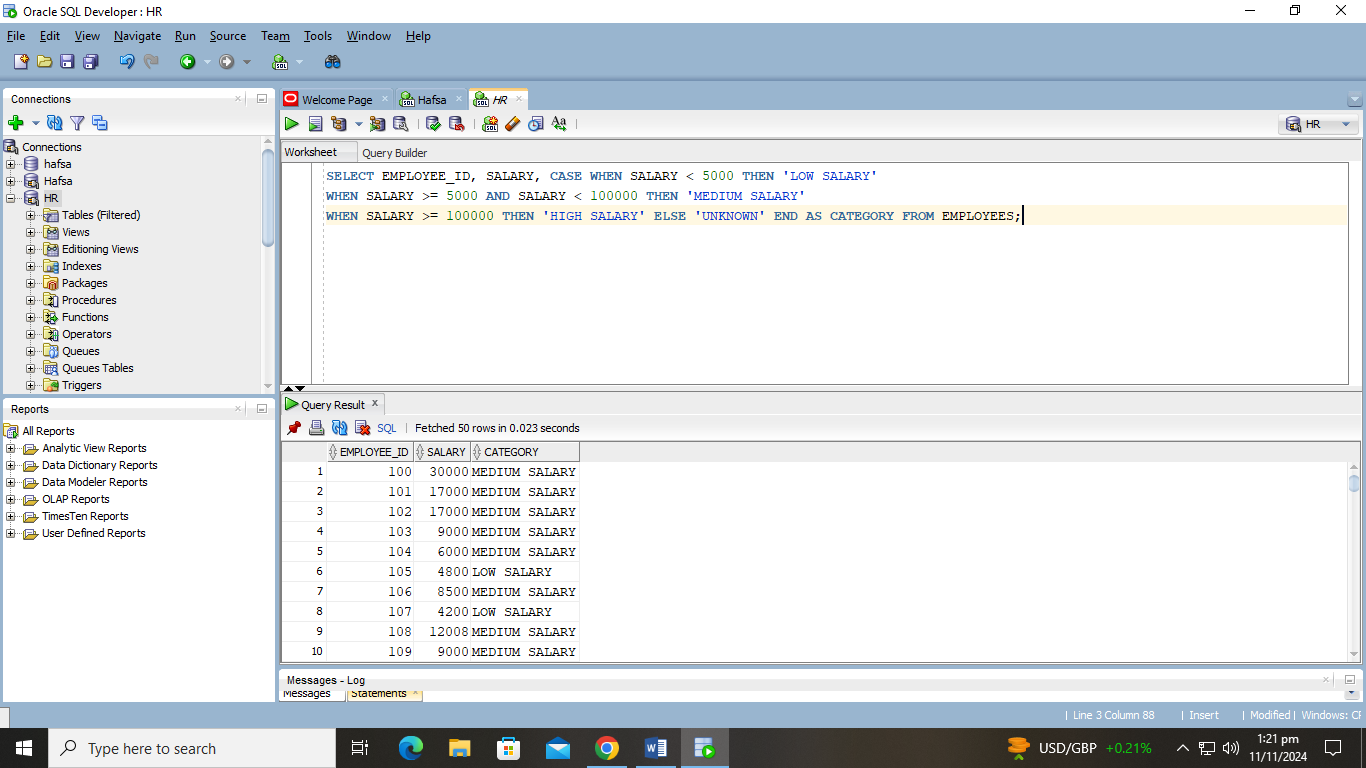 Oracle SQL Developer : HR
File Edit View Navigate Run Source Team Tools Window Help
Connections
Welcome Page
Hafsa
HR
HR
Worksheet
Query Builder
Connections
hafsa
Hafsa
HR
Tables (Filtered)
Views
Editioning Views
Indexes
Packages
Procedures
Functions
Operators
Queues
Queues Tables
Triggers
SELECT EMPLOYEE_ID, SALARY, CASE WHEN SALARY < 5000 THEN 'LOW SALARY'
WHEN SALARY >= 5000 AND SALARY < 100000 THEN 'MEDIUM SALARY'
WHEN SALARY >= 100000 THEN 'HIGH SALARY' ELSE 'UNKNOWN' END AS CATEGORY FROM EMPLOYEES;
Reports
All Reports
Analytic View Reports
Data Dictionary Reports
Data Modeler Reports
OLAP Reports
TimesTen Reports
User Defined Reports
Query Result
SQL Fetched 50 rows in 0.023 seconds
EMPLOYEE_ID SALARY CATEGORY
1 100 30000 MEDIUM SALARY
2 101 17000 MEDIUM SALARY
3 102 17000 MEDIUM SALARY
4 103 9000 MEDIUM SALARY
5 104 6000 MEDIUM SALARY
6 105 4800 LOW SALARY
7 106 8500 MEDIUM SALARY
8 107 4200 LOW SALARY
9 108 12008 MEDIUM SALARY
10 109 9000 MEDIUM SALARY
Messages - Log
Messages Statements
Line 3 Column 88 Insert Modified Windows: CF
Type here to search
USD/GBP +0.21%
1:21 pm
11/11/2024